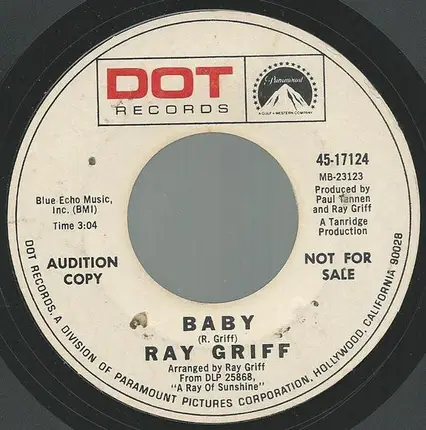 DOT
RECORDS
Paramount
A GULF + WESTERN COMPANY
45-17124
MB-23123
Produced by
Paul Tannen
and Ray Griff
A Tanridge
Production
Blue Echo Music,
Inc. (BMI)
Time 3:04
AUDITION
COPY
NOT FOR
SALE
BABY
(R. Griff)
RAY GRIFF
Arranged by Ray Griff
From DLP 25868,
"A Ray Of Sunshine"
DOT RECORDS, A DIVISION OF PARAMOUNT PICTURES CORPORATION, HOLLYWOOD, CALIFORNIA 90028